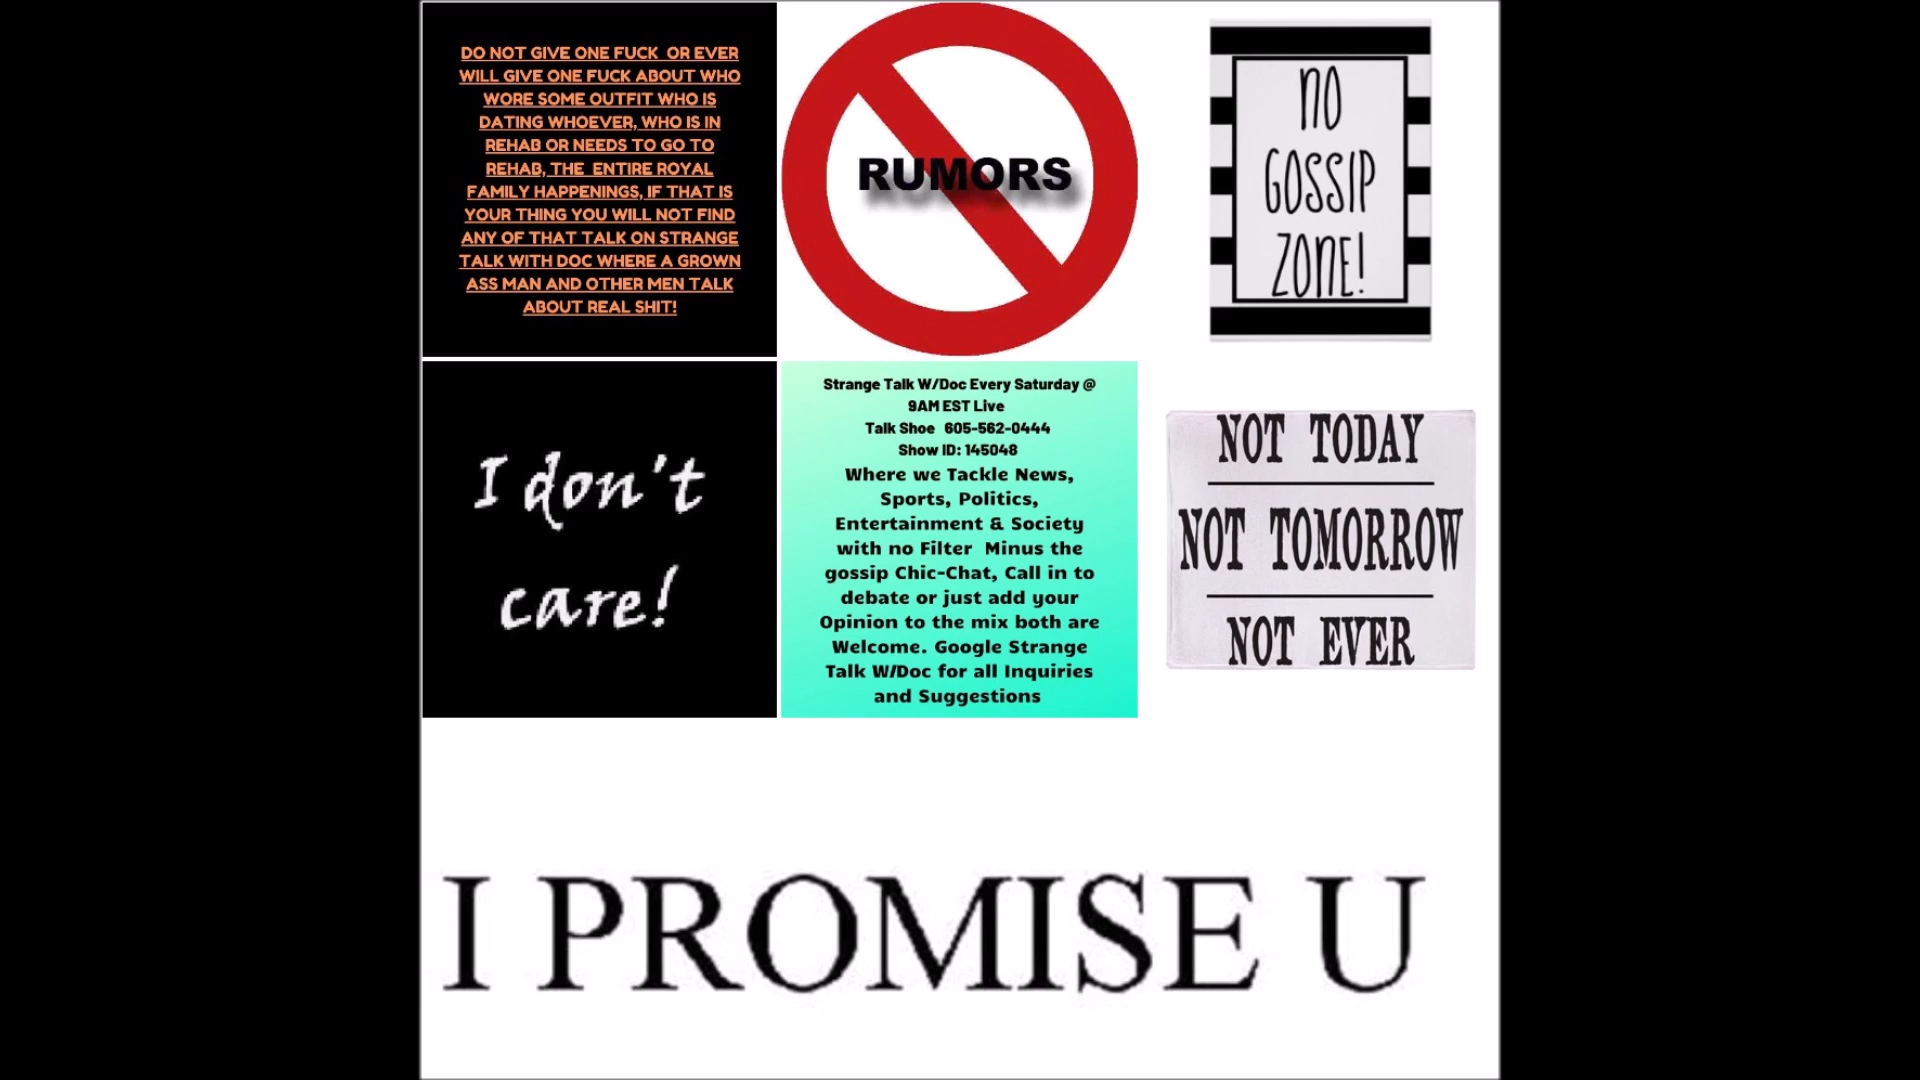 DO NOT GIVE ONE FUCK OR EVER
WILL GIVE ONE FUCK ABOUT WHO
WORE SOME OUTFIT WHO IS
DATING WHOEVER, WHO IS IN
REHAB OR NEEDS TO GO TO
REHAB, THE ENTIRE ROYAL
FAMILY HAPPENINGS, IF THAT IS
YOUR THING YOU WILL NOT FIND
ANY OF THAT TALK ON STRANGE
TALK WITH DOC WHERE A GROWN
ASS MAN AND OTHER MEN TALK
ABOUT REAL SHIT!
RUMORS
NO
GOSSIP
ZONE!
I don't
care!
Strange Talk W/Doc Every Saturday @
9AM EST Live
Talk Shoe 605-562-0444
Show ID: 145048
Where we Tackle News,
Sports, Politics,
Entertainment & Society
with no Filter Minus the
gossip Chic-Chat, Call in to
debate or just add your
Opinion to the mix both are
Welcome. Google Strange
Talk W/Doc for all Inquiries
and Suggestions
NOT TODAY
NOT TOMORROW
NOT EVER
I PROMISE U